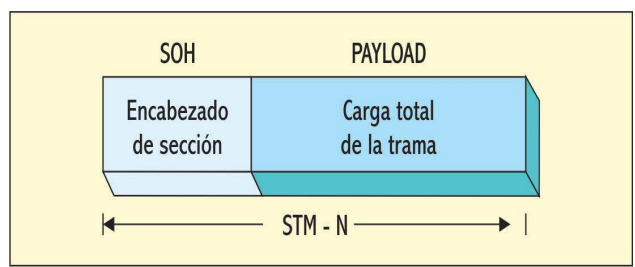 SOH
PAYLOAD
Encabezado
de sección
Carga total
de la trama
STM - N